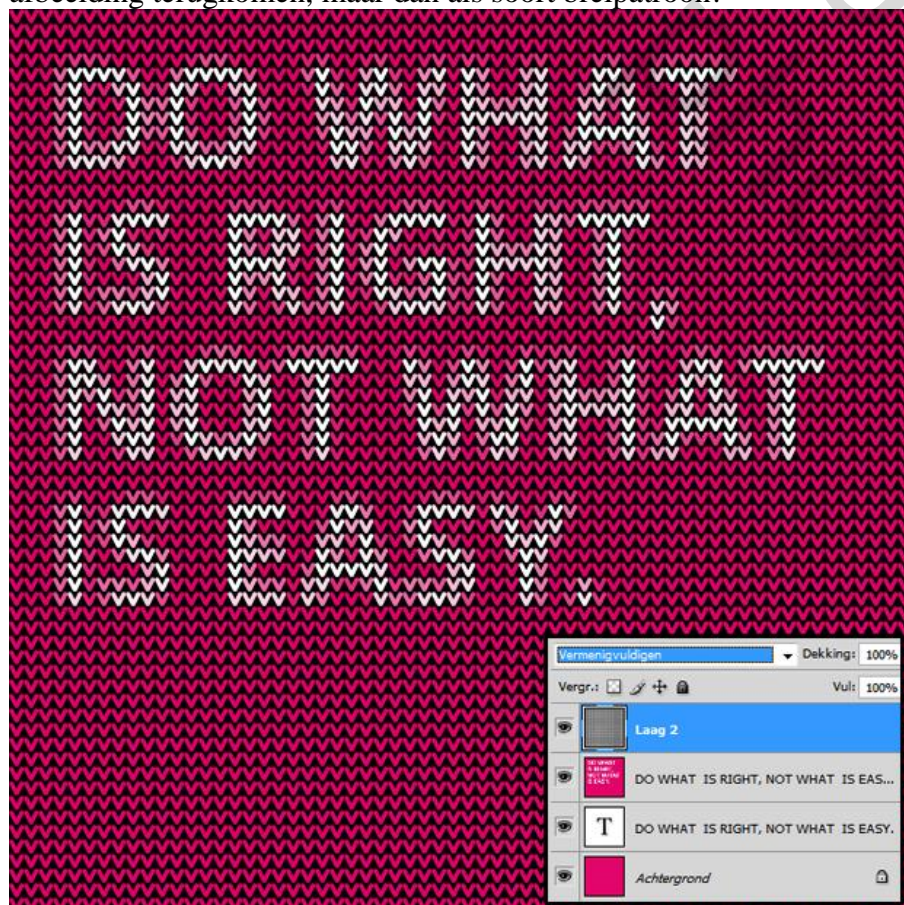 afbeelding terugkomen, maar dan als soort breipatroon.
DO WHAT
IS RIGHT,
NOT WHAT
IS EASY.
Vermenigvuldigen Dekking: 100%
Vergr.: Vul: 100%
Laag 2
DO WHAT IS RIGHT, NOT WHAT IS EAS...
T DO WHAT IS RIGHT, NOT WHAT IS EASY.
Achtergrond